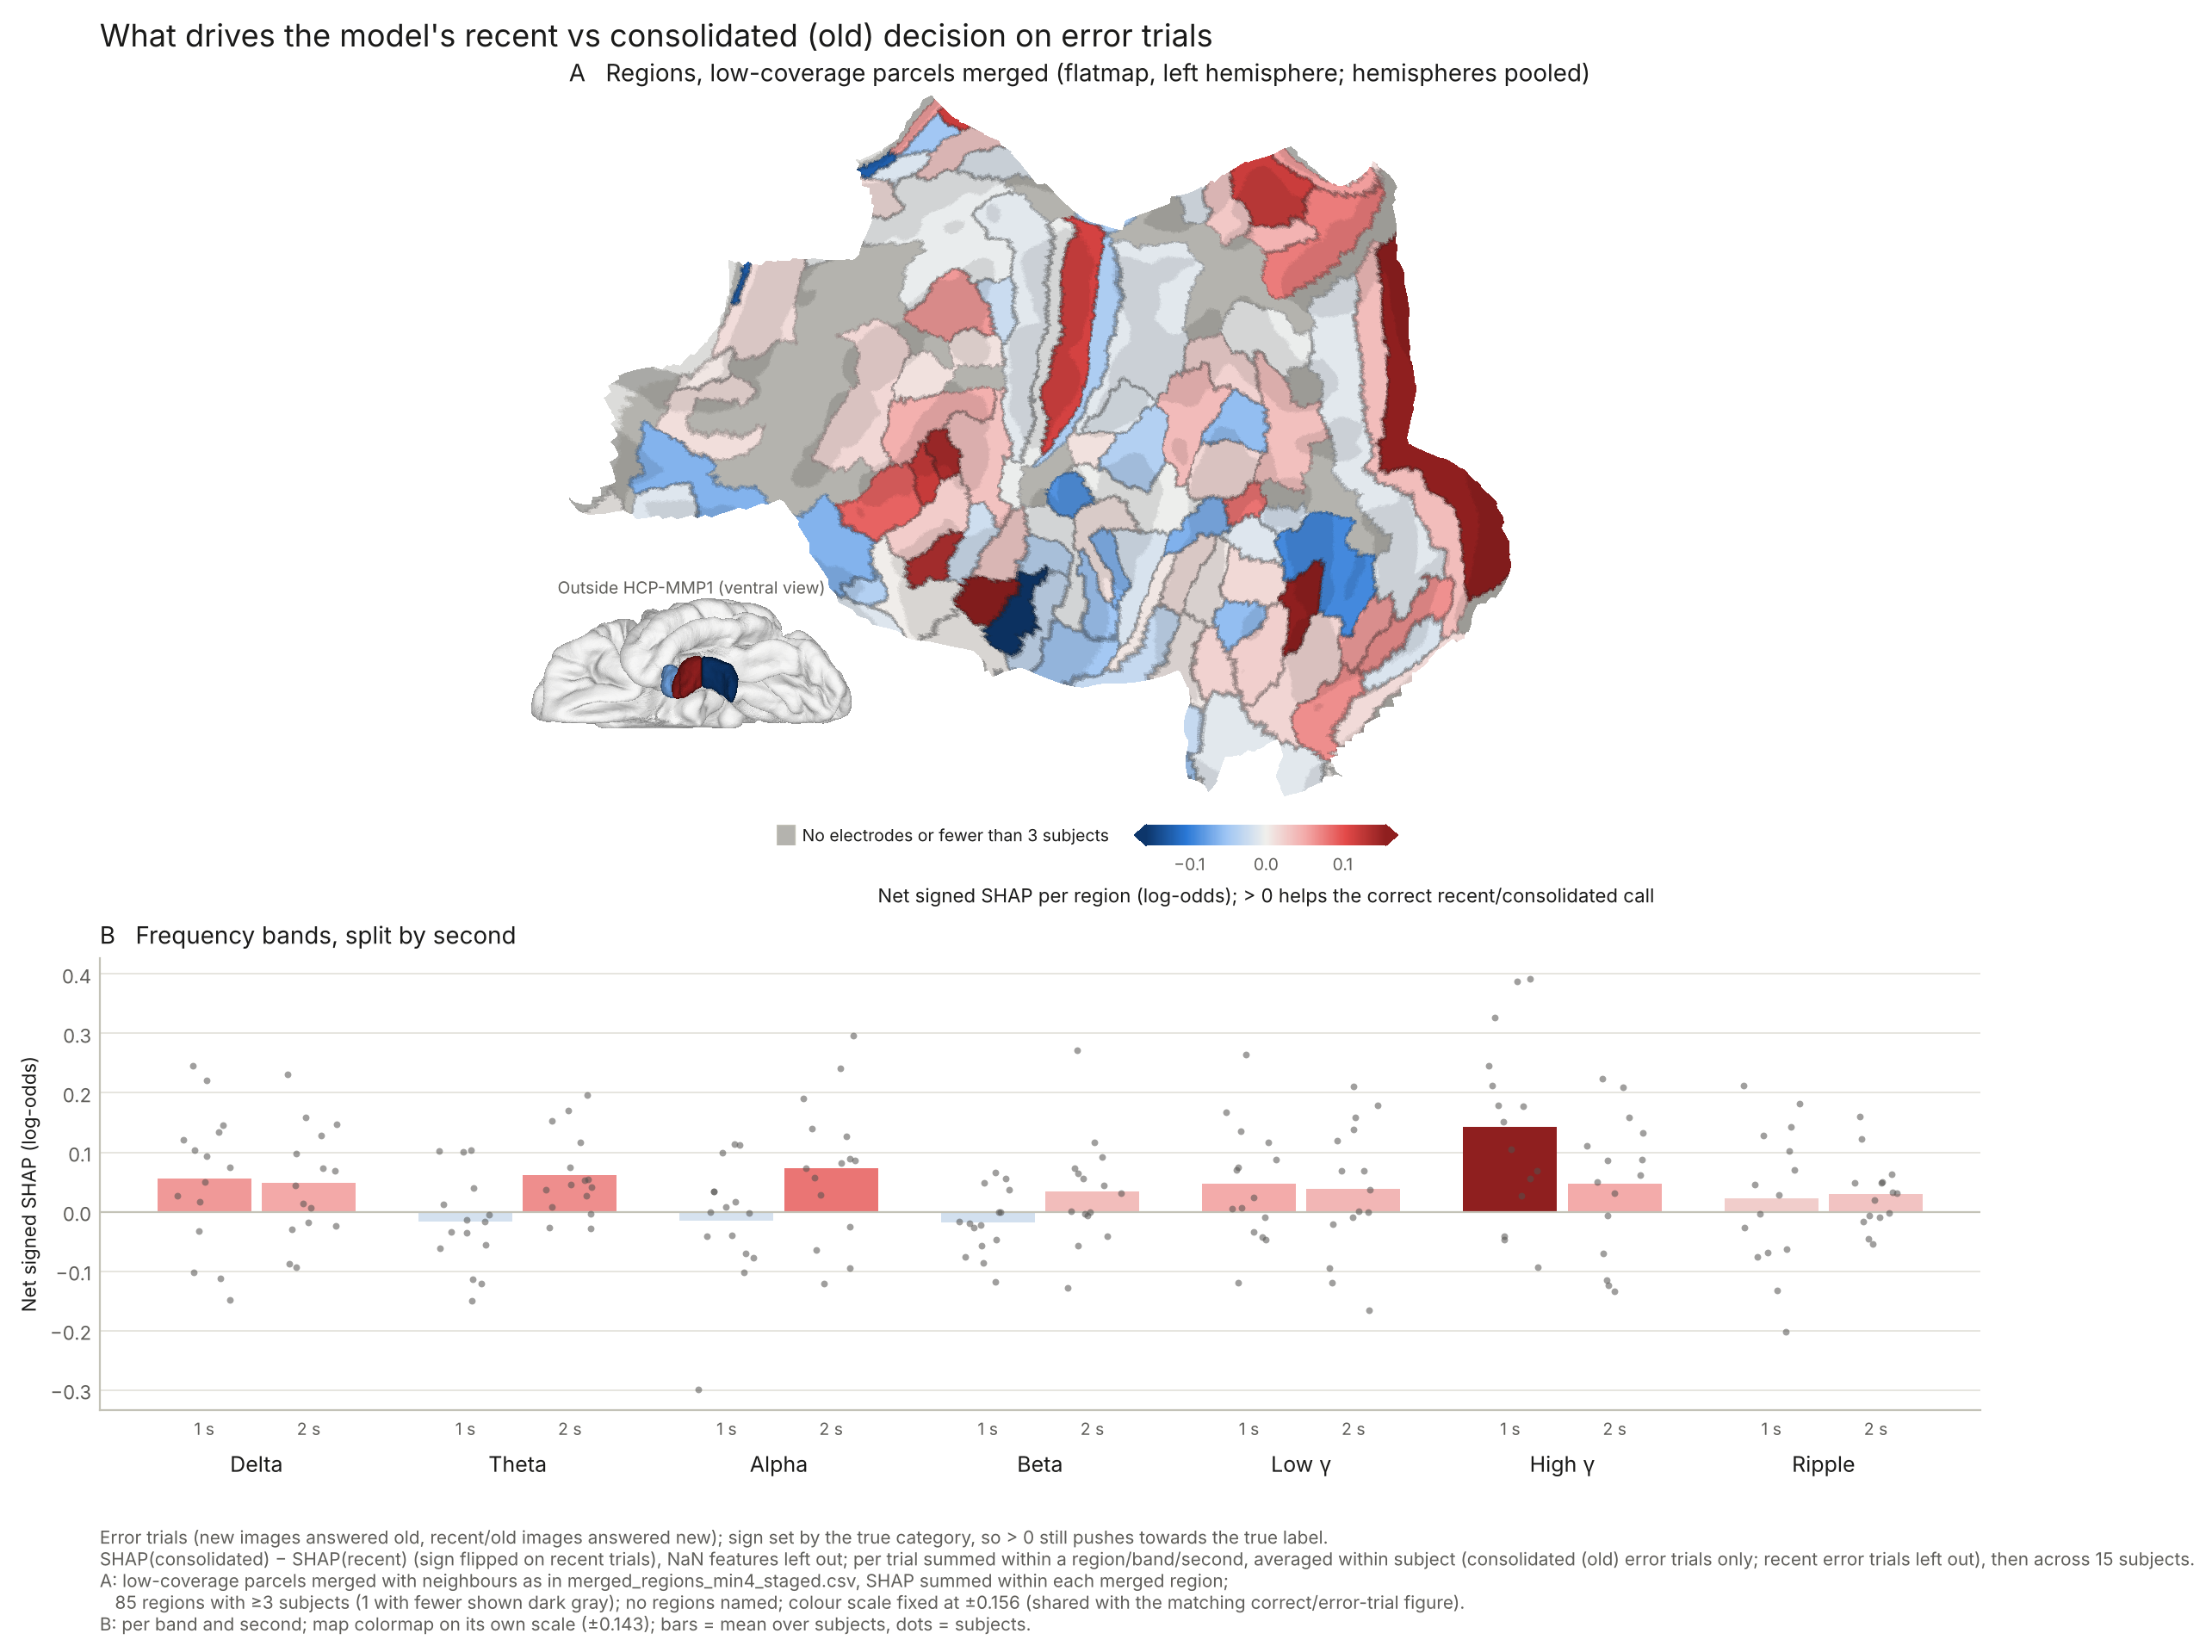 What drives the model's recent vs consolidated (old) decision on error trials
A Regions, low-coverage parcels merged (flatmap, left hemisphere; hemispheres pooled)
Outside HCP-MMP1 (ventral view)
No electrodes or fewer than 3 subjects
−0.1 0.0 0.1
Net signed SHAP per region (log-odds); > 0 helps the correct recent/consolidated call
B Frequency bands, split by second
Net signed SHAP (log-odds)
0.4
0.3
0.2
0.1
0.0
−0.1
−0.2
−0.3
1 s 2 s 1 s 2 s 1 s 2 s 1 s 2 s 1 s 2 s 1 s 2 s 1 s 2 s
Delta Theta Alpha Beta Low γ High γ Ripple
Error trials (new images answered old, recent/old images answered new); sign set by the true category, so > 0 still pushes towards the true label.
SHAP(consolidated) − SHAP(recent) (sign flipped on recent trials), NaN features left out; per trial summed within a region/band/second, averaged within subject (consolidated (old) error trials only; recent error trials left out), then across 15 subjects.
A: low-coverage parcels merged with neighbours as in merged_regions_min4_staged.csv, SHAP summed within each merged region;
85 regions with ≥3 subjects (1 with fewer shown dark gray); no regions named; colour scale fixed at ±0.156 (shared with the matching correct/error-trial figure).
B: per band and second; map colormap on its own scale (±0.143); bars = mean over subjects, dots = subjects.